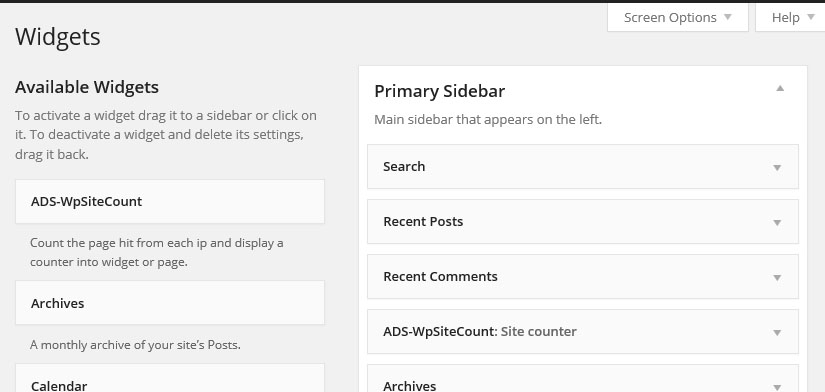 Screen Options
Help
Widgets
Available Widgets
To activate a widget drag it to a sidebar or click on
it. To deactivate a widget and delete its settings,
drag it back.
ADS-WpSiteCount
Count the page hit from each ip and display a
counter into widget or page.
Archives
A monthly archive of your site’s Posts.
Calendar
Primary Sidebar
Main sidebar that appears on the left.
Search
Recent Posts
Recent Comments
ADS-WpSiteCount: Site counter
Archives